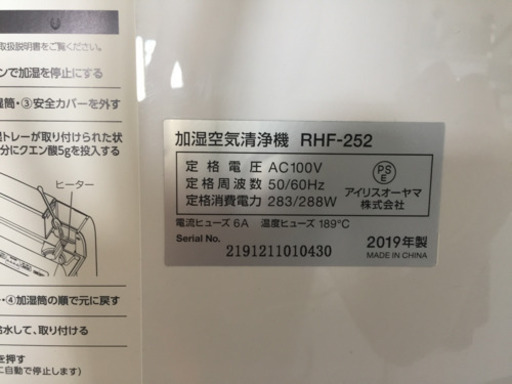 取扱説明書をご覧ください。
ンで加湿を停止にする
湿筒・③安全カバーを外す
トレーが取り付けられた状
分にクエン酸5gを投入する
ヒーター
④加湿筒の順で元に戻す
水して、取り付ける
を押す
に自動で停止します)
加湿空気清浄機 RHF-252
定格電圧 AC100V
定格周波数 50/60Hz
定格消費電力 283/288W
PS
E
アイリスオーヤマ
株式会社
電流ヒューズ 6A 温度ヒューズ 189℃
Serial No.
2191211010430
2019年製
MADE IN CHINA